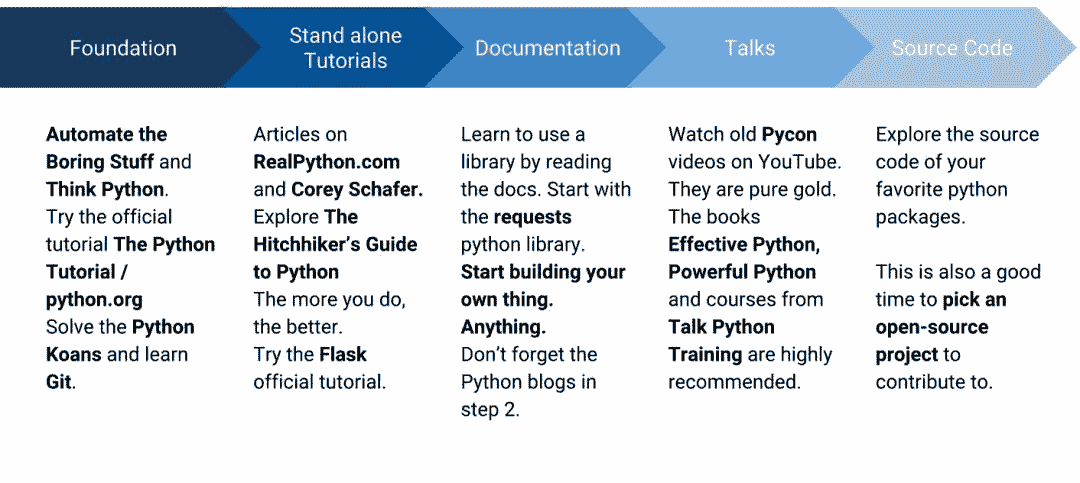 Foundation
Stand alone
Tutorials
Documentation
Talks
Source Code
Automate the
Boring Stuff and
Think Python.
Try the official
tutorial The Python
Tutorial /
python.org
Solve the Python
Koans and learn
Git.
Articles on
RealPython.com
and Corey Schafer.
Explore The
Hitchhiker's Guide
to Python
The more you do,
the better.
Try the Flask
official tutorial.
Learn to use a
library by reading
the docs. Start with
the requests
python library.
Start building your
own thing.
Anything.
Don't forget the
Python blogs in
step 2.
Watch old Pycon
videos on YouTube.
They are pure gold.
The books
Effective Python,
Powerful Python
and courses from
Talk Python
Training are highly
recommended.
Explore the source
code of your
favorite python
packages.
This is also a good
time to pick an
open-source
project to
contribute to.